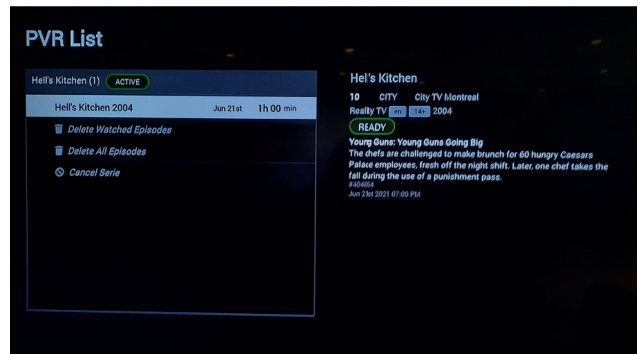 PVR List
Hell's Kitchen (1) ACTIVE
Hell's Kitchen 2004 Jun 21st 1h 00 min
Delete Watched Episodes
Delete All Episodes
Cancel Serie
Hel's Kitchen
10 CITY City TV Montreal
Realty TV en 14+ 2004
READY
Young Guns: Young Guns Going Big
The chefs are challenged to make brunch for 60 hungry Caesars
Palace employees, fresh off the night shift. Later, one chef takes the
fall during the use of a punishment pass.
#404654
Jun 21st 2021 07:00 PM